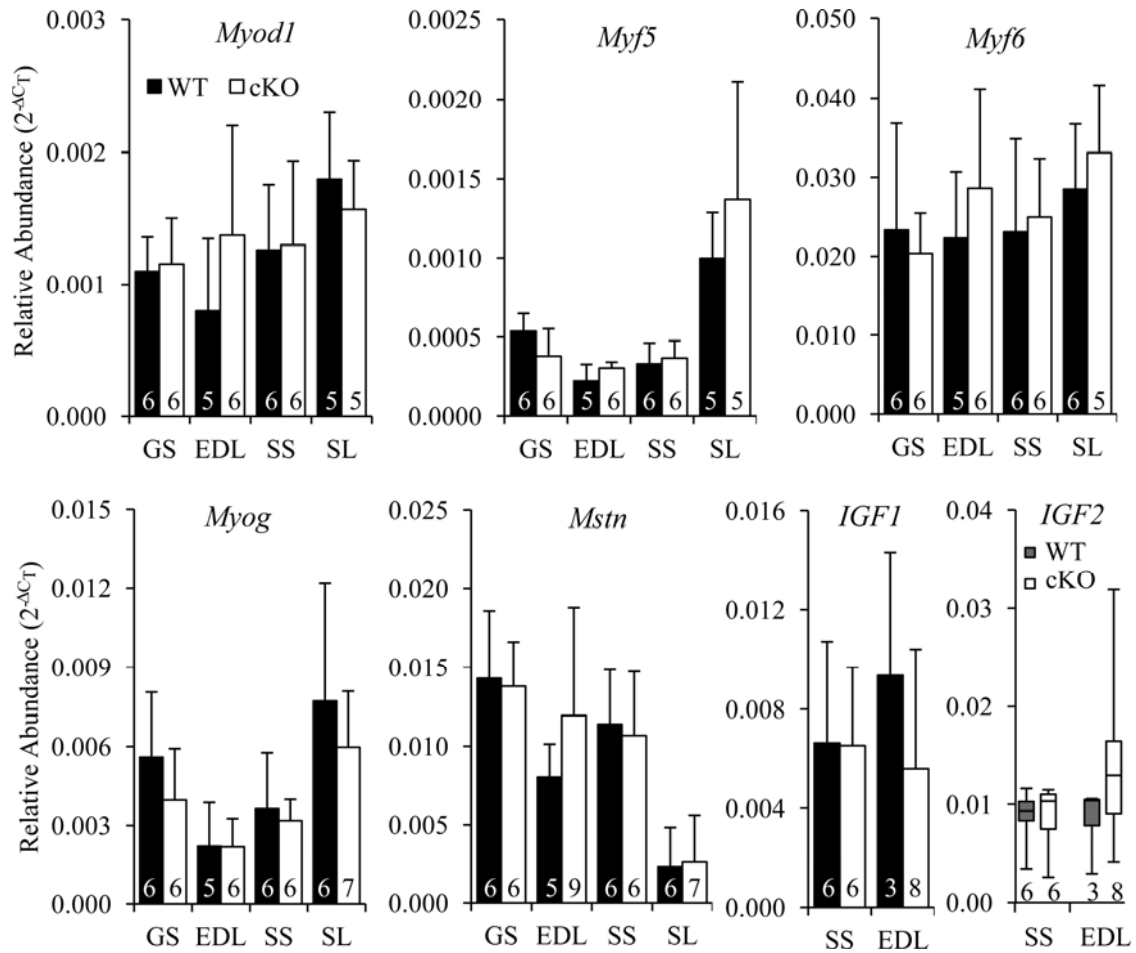 Relative Abundance (2^-ΔC_T)
Myod1
WT cKO
0.003
0.002
0.001
0.000
6 6 5 6 6 6 5 5
GS EDL SS SL
Myf5
0.0025
0.0020
0.0015
0.0010
0.0005
0.0000
6 6 5 6 6 6 5 5
GS EDL SS SL
Myf6
0.050
0.040
0.030
0.020
0.010
0.000
6 6 5 6 6 6 6 5
GS EDL SS SL
Relative Abundance (2^-ΔC_T)
Myog
0.015
0.012
0.009
0.006
0.003
0.000
6 6 5 6 6 6 6 7
GS EDL SS SL
Mstn
0.025
0.020
0.015
0.010
0.005
0.000
6 6 5 9 6 6 6 7
GS EDL SS SL
IGF1
0.016
0.012
0.008
0.004
0.000
6 6 3 8
SS EDL
IGF2
WT
cKO
0.04
0.03
0.02
0.01
0.00
6 6 3 8
SS EDL